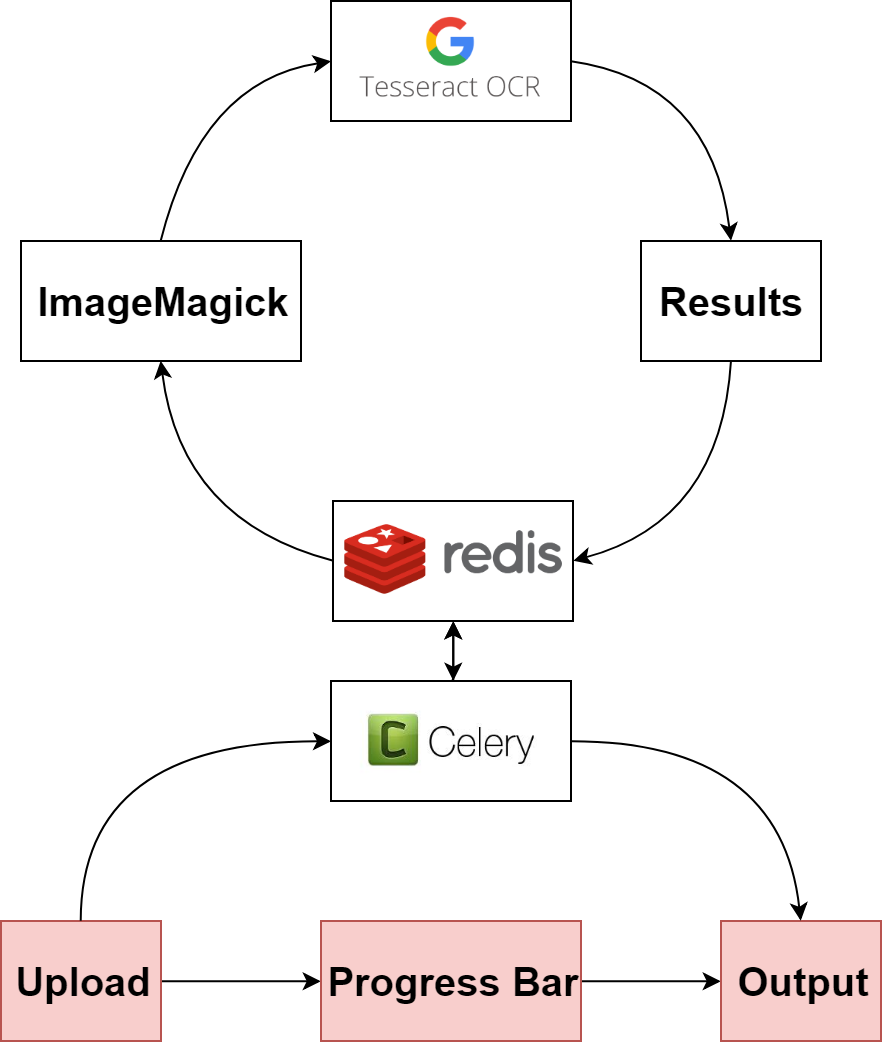 Tesseract OCR
ImageMagick
Results
redis
Celery
Upload
Progress Bar
Output